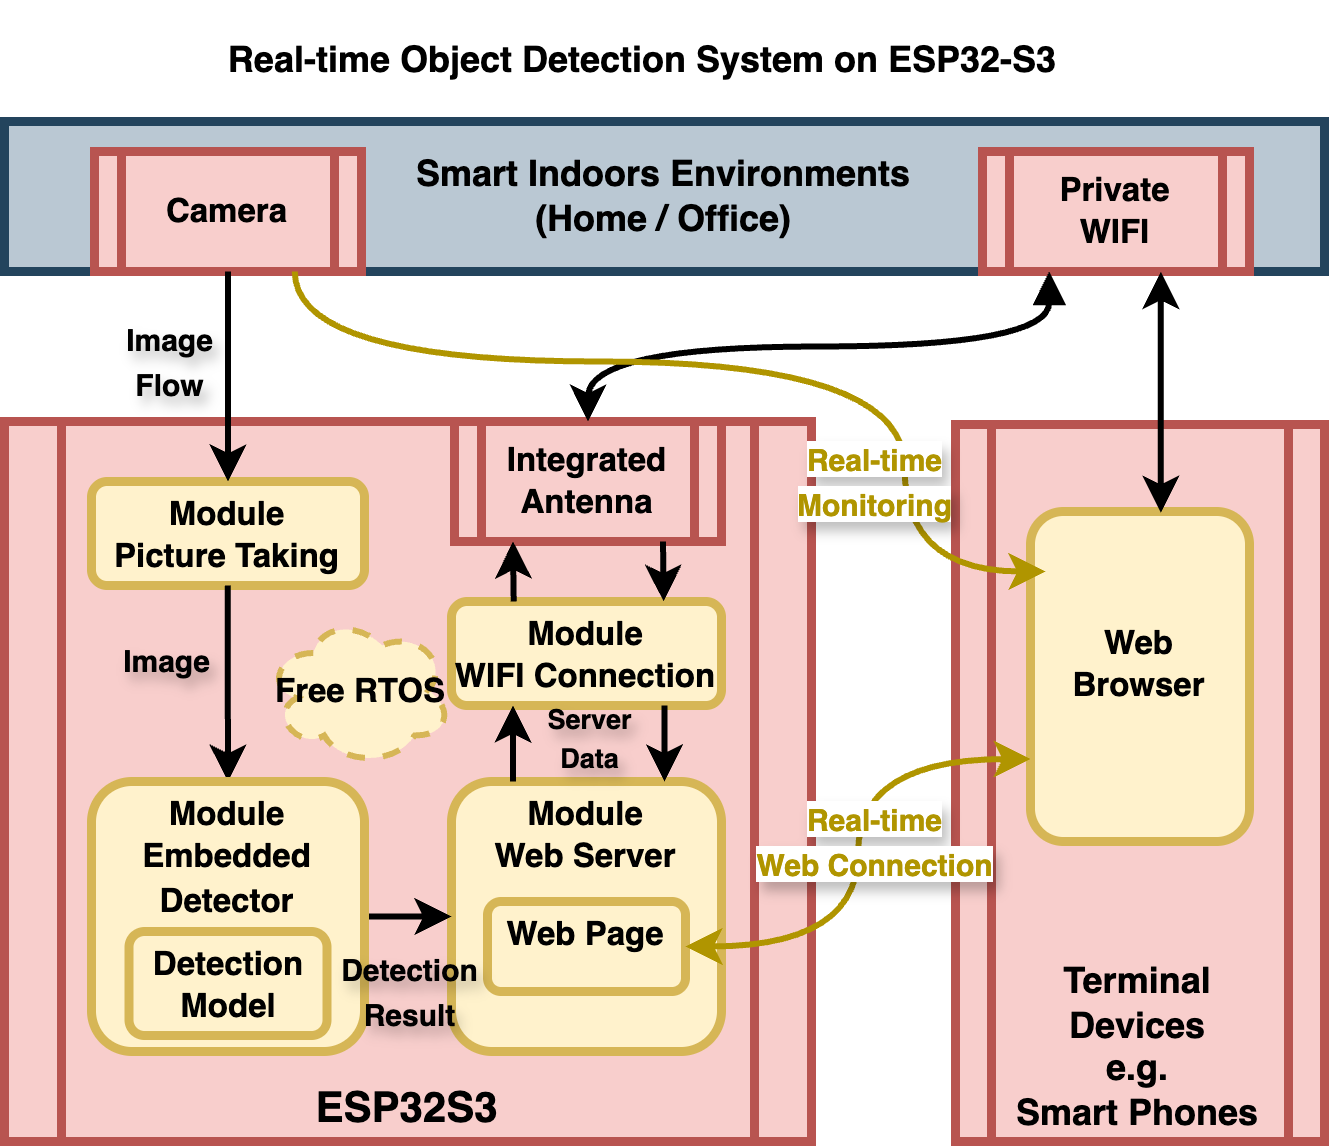 Real-time Object Detection System on ESP32-S3
Camera
Smart Indoors Environments
(Home / Office)
Private
WIFI
Image
Flow
Integrated
Antenna
Real-time
Monitoring
Module
Picture Taking
Image
Free RTOS
Module
WIFI Connection
Server
Data
Web
Browser
Module
Embedded
Detector
Detection
Model
Detection
Result
Module
Web Server
Web Page
Real-time
Web Connection
Terminal
Devices
e.g.
Smart Phones
ESP32S3